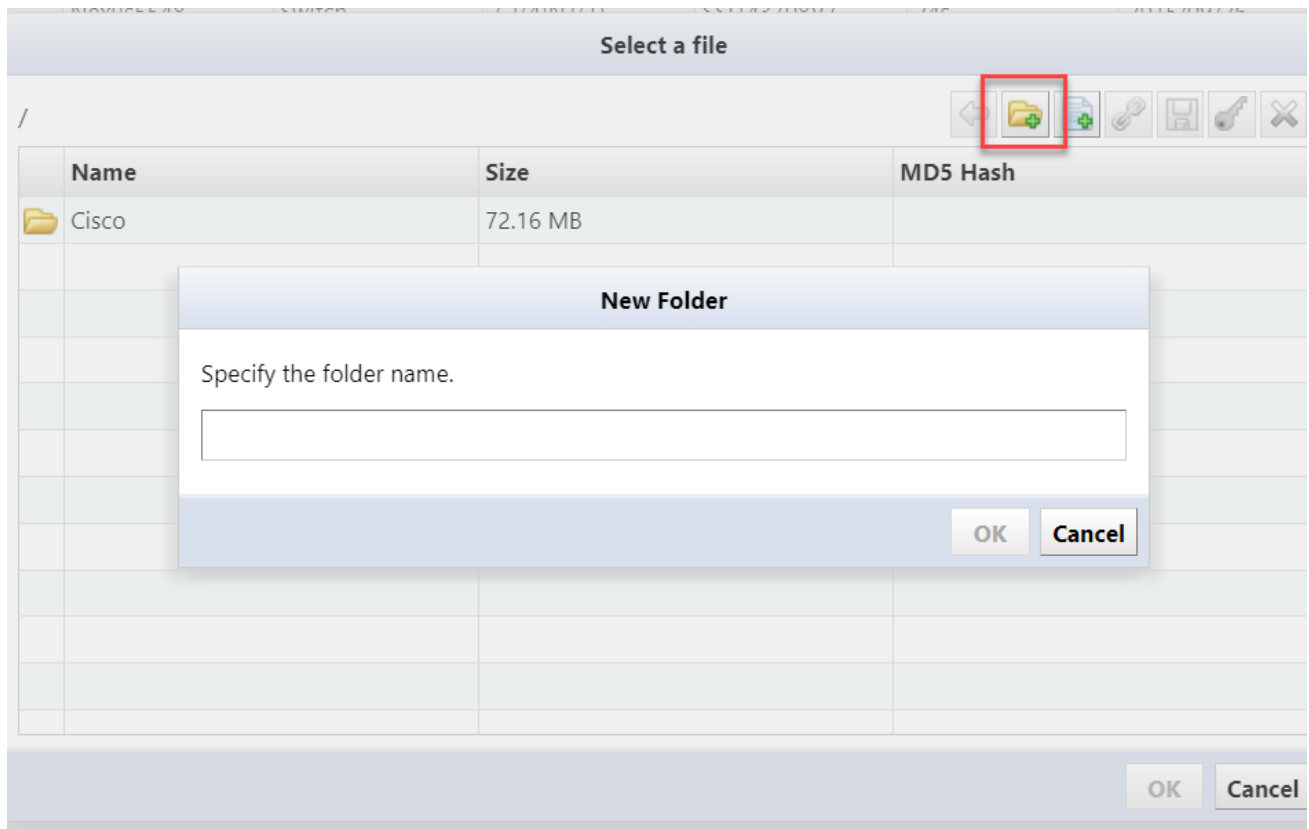 Select a file
/
Name Size MD5 Hash
Cisco 72.16 MB
New Folder
Specify the folder name.
OK Cancel
OK Cancel